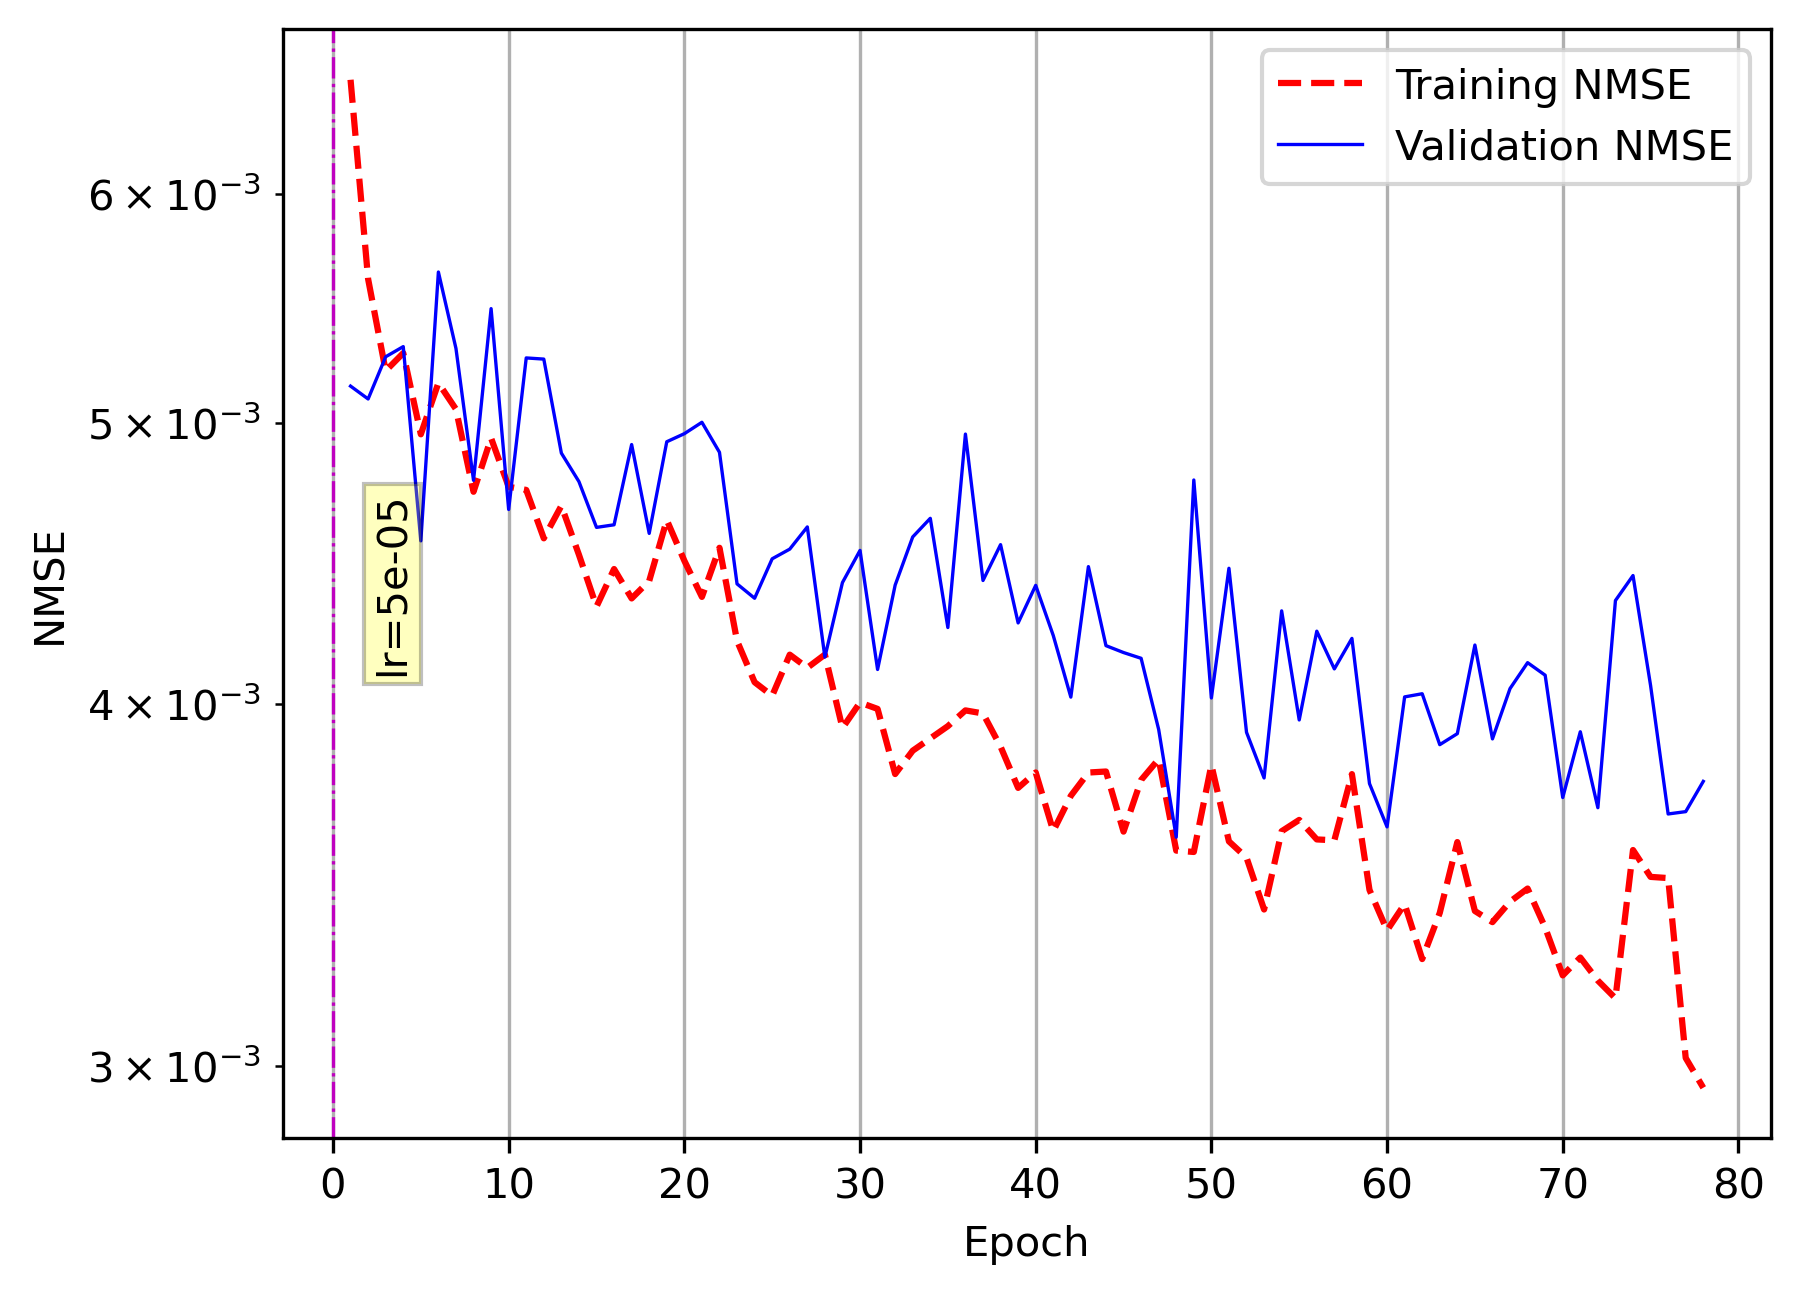 Training NMSE
Validation NMSE
6 × 10⁻³
5 × 10⁻³
4 × 10⁻³
3 × 10⁻³
NMSE
lr=5e-05
0 10 20 30 40 50 60 70 80
Epoch